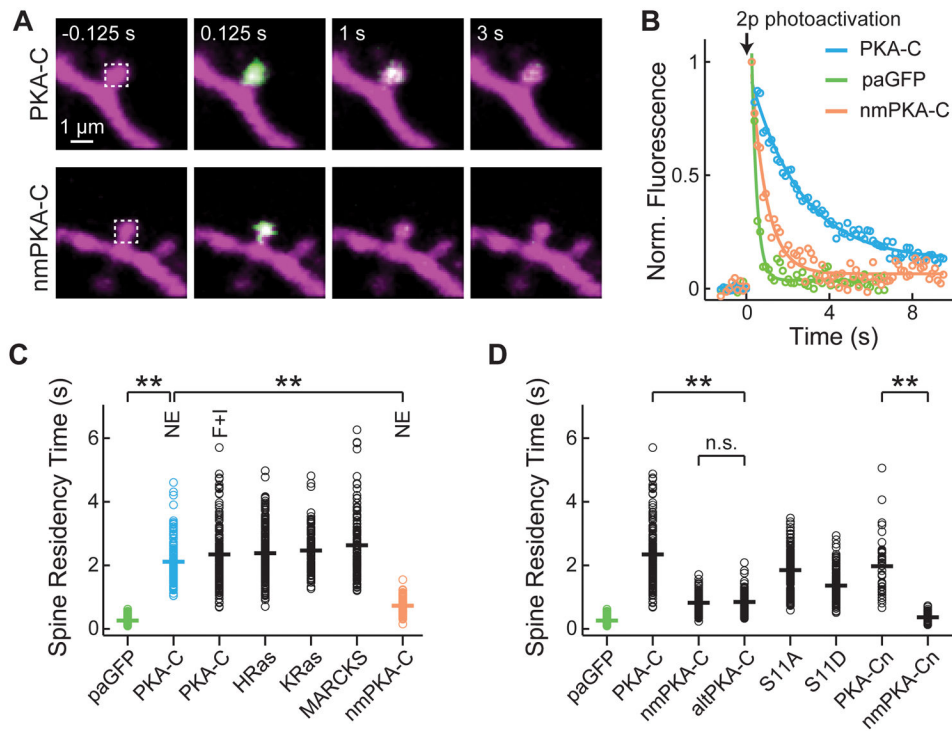 A
PKA-C
-0.125 s
0.125 s
1 s
3 s
1 µm
nmPKA-C
B
2p photoactivation
PKA-C
paGFP
nmPKA-C
Norm. Fluorescence
1
0.5
0
0
4
8
Time (s)
C
Spine Residency Time (s)
**
**
NE
F+I
NE
6
4
2
0
paGFP
PKA-C
PKA-C
HRas
KRas
MARCKS
nmPKA-C
D
Spine Residency Time (s)
**
**
n.s.
6
4
2
0
paGFP
PKA-C
nmPKA-C
altPKA-C
S11A
S11D
PKA-Cn
nmPKA-Cn